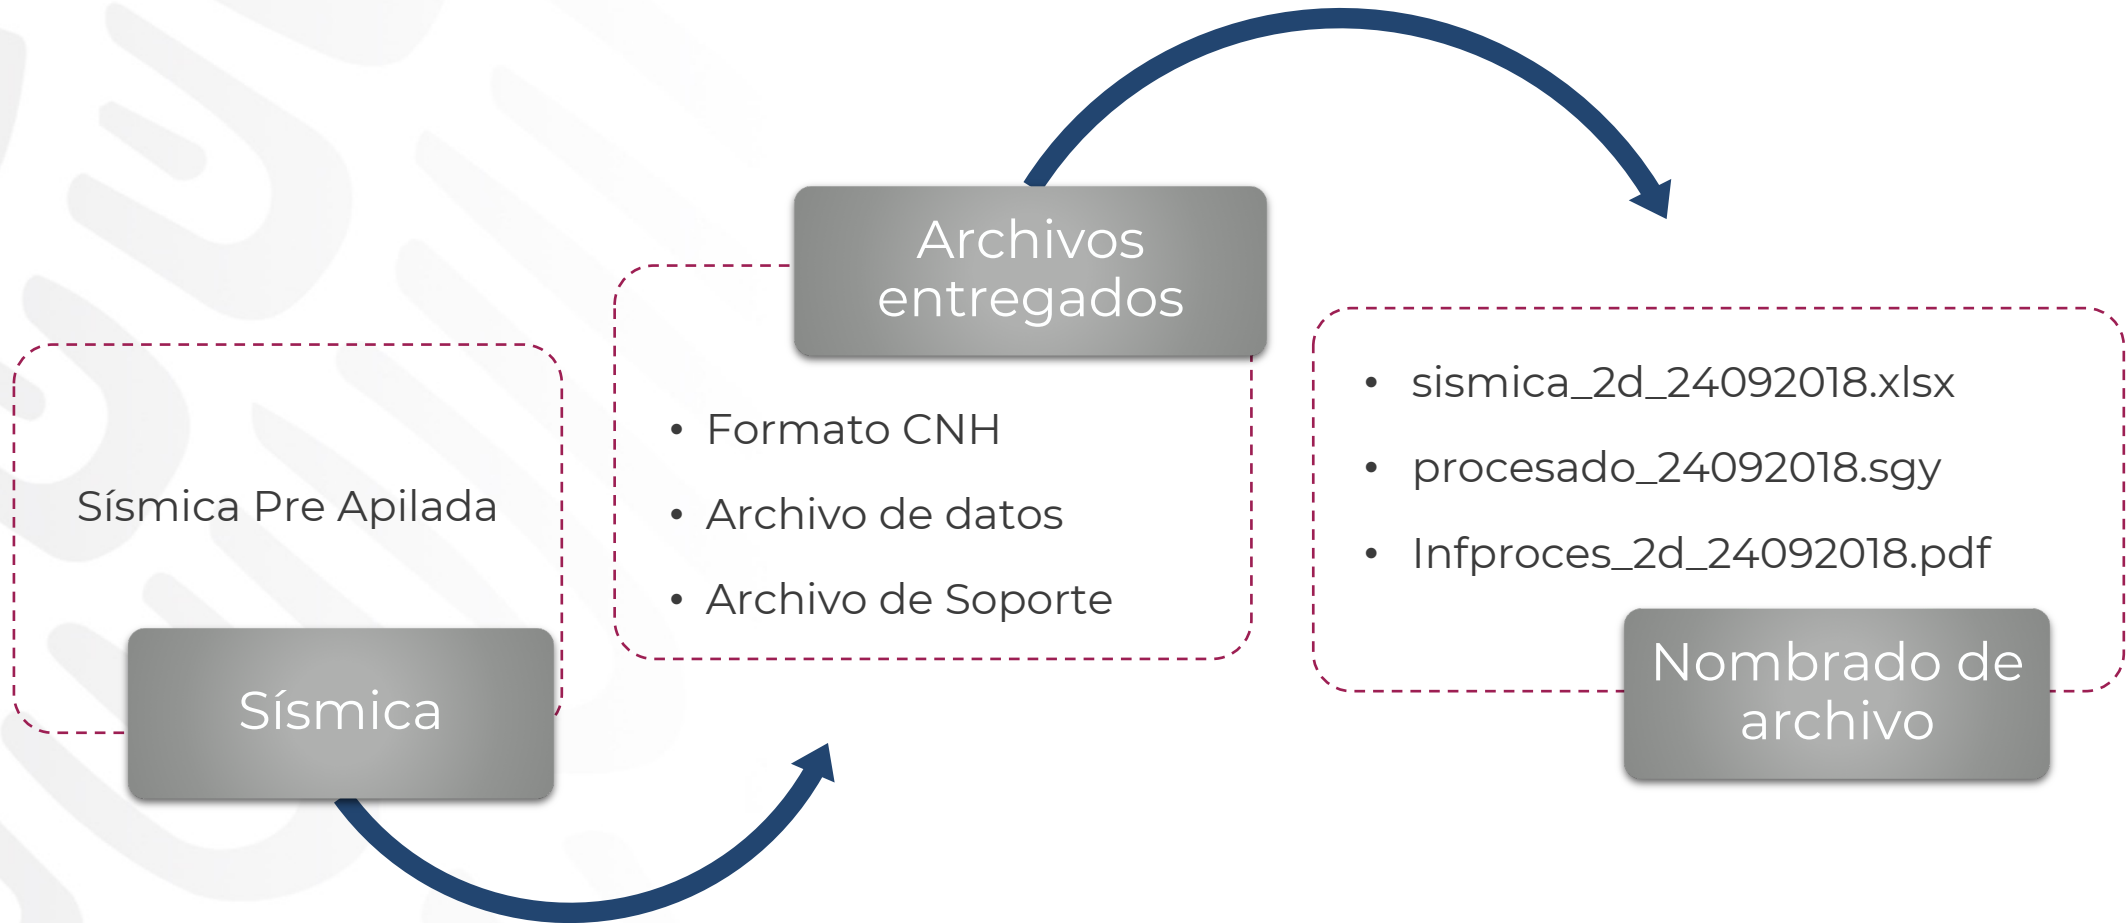 Sísmica Pre Apilada
Sísmica
Archivos
entregados
• Formato CNH
• Archivo de datos
• Archivo de Soporte
• sismica_2d_24092018.xlsx
• procesado_24092018.sgy
• Infproces_2d_24092018.pdf
Nombrado de
archivo